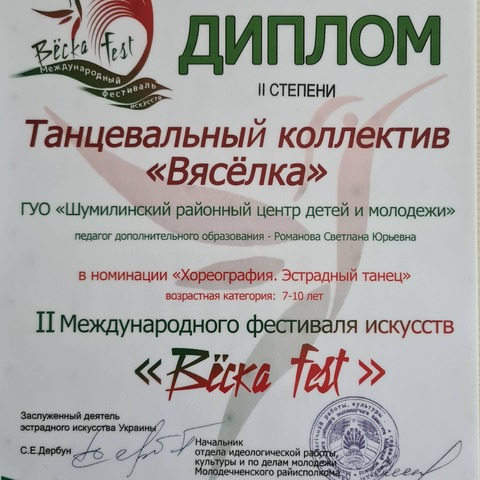 Вёска fest
Международный
фестиваль
искусств
ДИПЛОМ
II СТЕПЕНИ
Танцевальный коллектив
«Вясёлка»
ГУО «Шумилинский районный центр детей и молодежи»
педагог дополнительного образования - Романова Светлана Юрьевна
в номинации «Хореография. Эстрадный танец»
возрастная категория: 7-10 лет
II Международного фестиваля искусств
«Вёска fest»
Заслуженный деятель
эстрадного искусства Украины
С.Е.Дербун
Начальник
отдела идеологической работы,
культуры и по делам молодежи
Молодечненского райисполкома